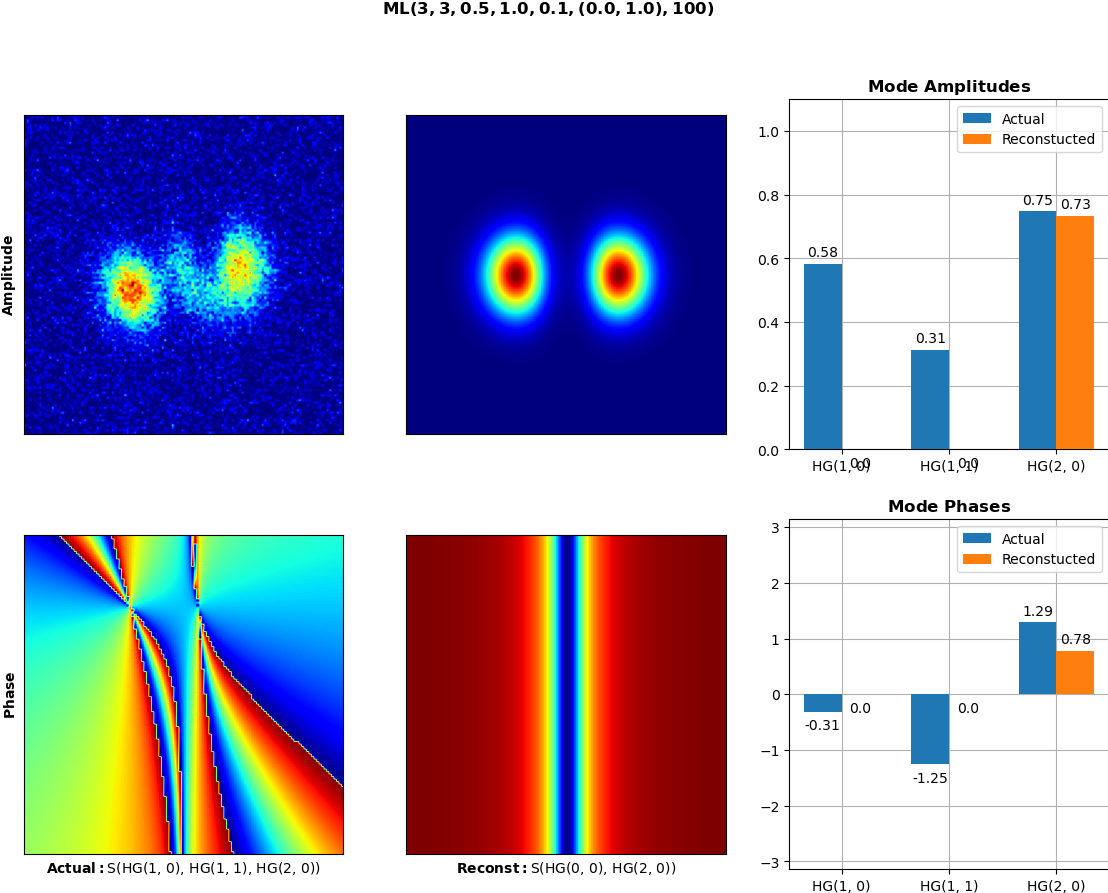 ML(3, 3, 0.5, 1.0, 0.1, (0.0, 1.0), 100)
Amplitude
Mode Amplitudes
Actual
Reconstucted
1.0
0.8
0.6
0.4
0.2
0.0
0.58
0.31
0.75
0.73
0.0
0.0
HG(1, 0)
HG(1, 1)
HG(2, 0)
Phase
Actual: S(HG(1, 0), HG(1, 1), HG(2, 0))
Reconst: S(HG(0, 0), HG(2, 0))
Mode Phases
Actual
Reconstucted
3
2
1
0
−1
−2
−3
-0.31
0.0
-1.25
0.0
1.29
0.78
HG(1, 0)
HG(1, 1)
HG(2, 0)